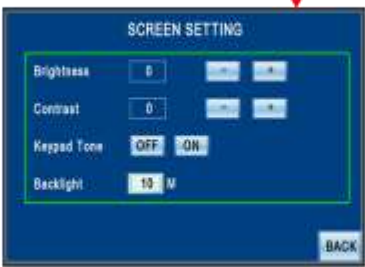 SCREEN SETTING
Brightness 0 - +
Contrast 0 - +
Keypad Tone OFF ON
Backlight 10 M
BACK